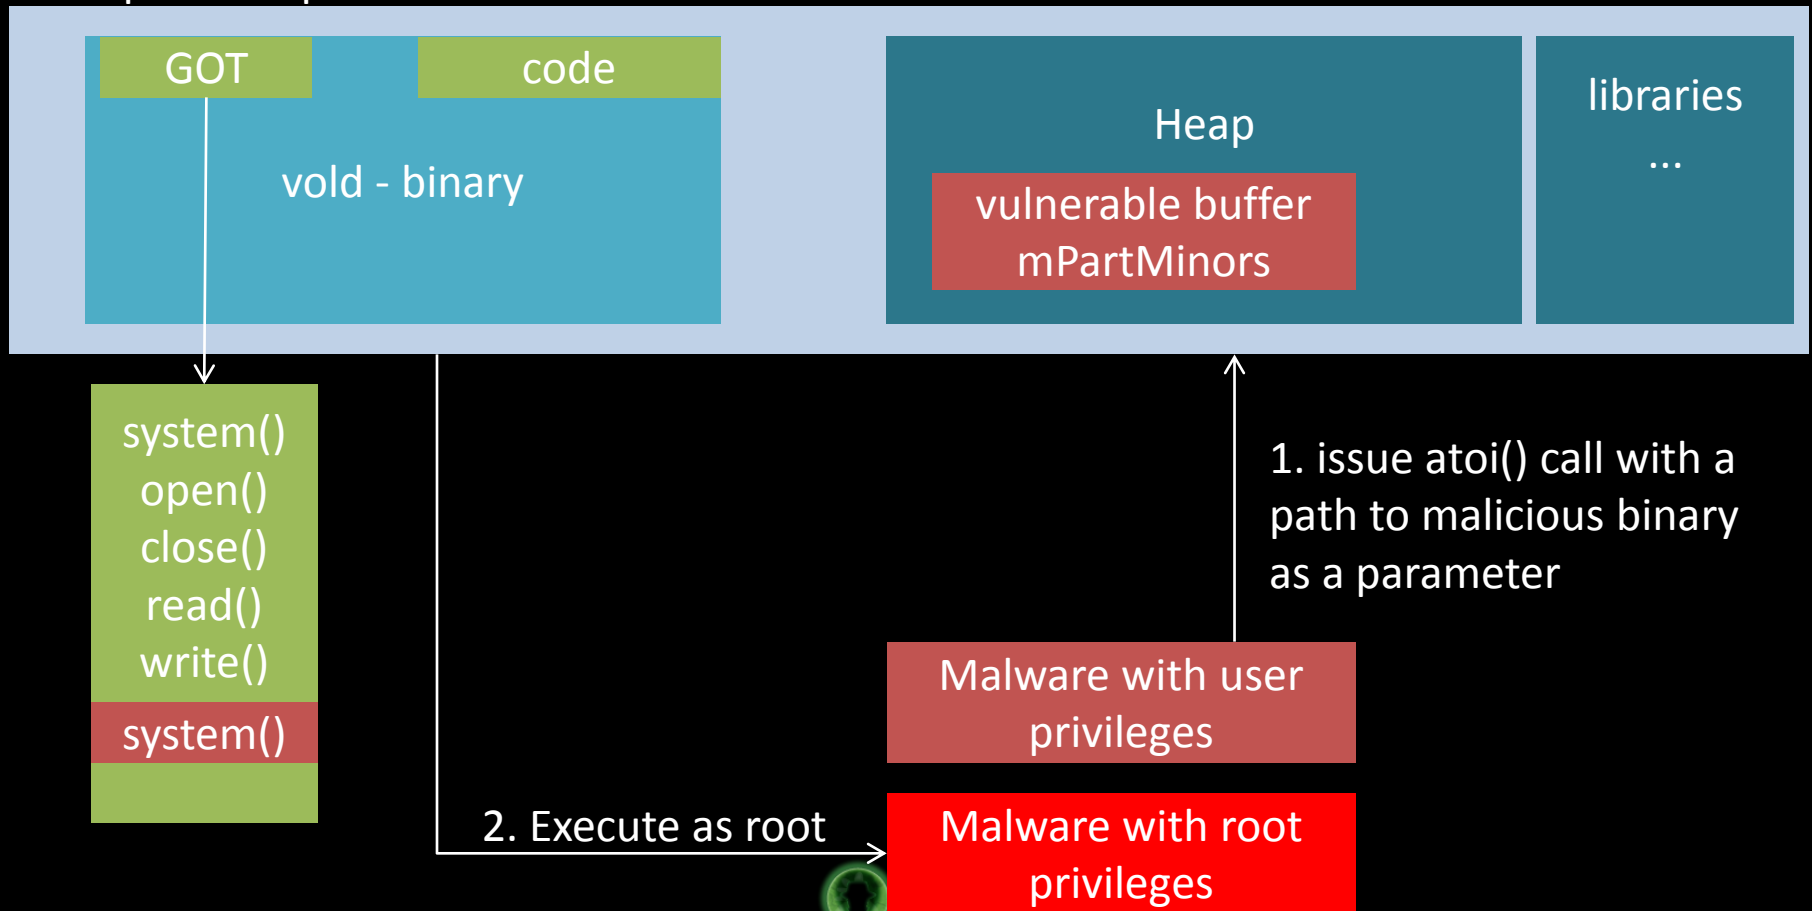 GOT
code
vold - binary
Heap
vulnerable buffer
mPartMinors
libraries
...
system()
open()
close()
read()
write()
system()
1. issue atoi() call with a
path to malicious binary
as a parameter
Malware with user
privileges
2. Execute as root
Malware with root
privileges